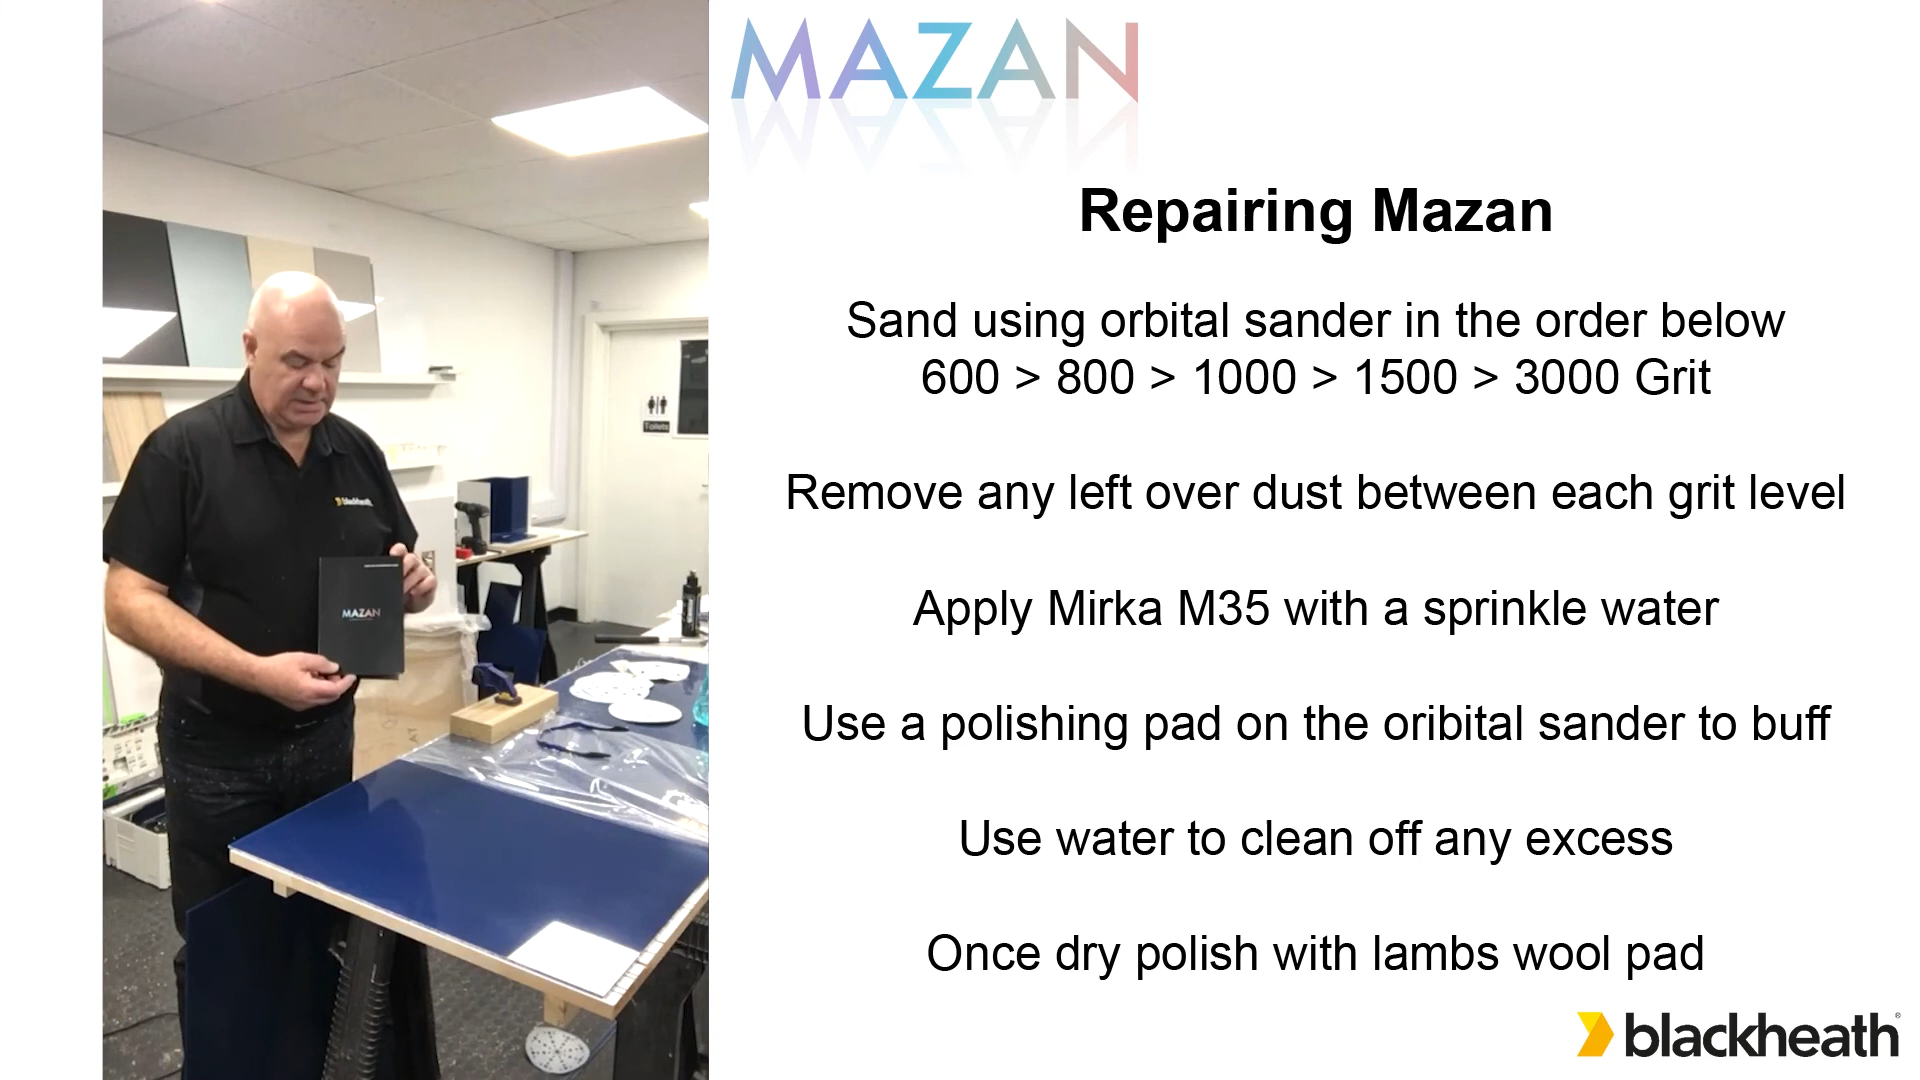 MAZAN
Repairing Mazan
Sand using orbital sander in the order below
600 > 800 > 1000 > 1500 > 3000 Grit
Remove any left over dust between each grit level
Apply Mirka M35 with a sprinkle water
Use a polishing pad on the oribital sander to buff
Use water to clean off any excess
Once dry polish with lambs wool pad
blackheath
Toilets
blackheath
MAZAN